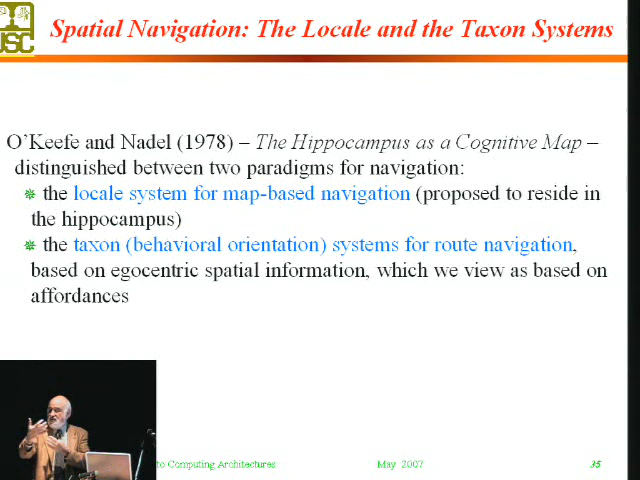 USC
Spatial Navigation: The Locale and the Taxon Systems
O'Keefe and Nadel (1978) – The Hippocampus as a Cognitive Map –
distinguished between two paradigms for navigation:
the locale system for map-based navigation (proposed to reside in
the hippocampus)
the taxon (behavioral orientation) systems for route navigation,
based on egocentric spatial information, which we view as based on
affordances
to Computing Architectures May 2007 35